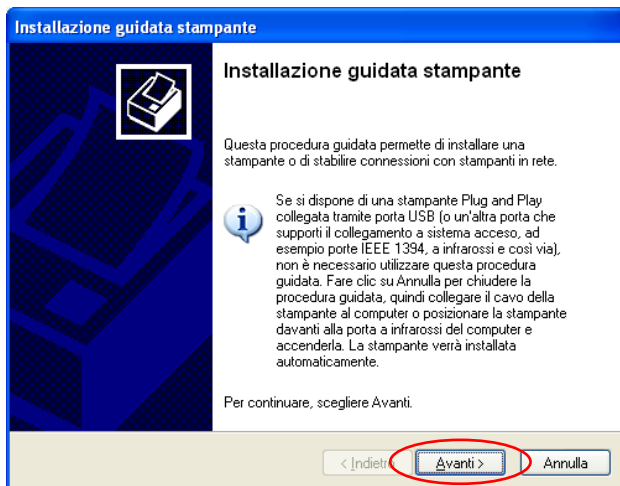 Installazione guidata stampante
Installazione guidata stampante
Questa procedura guidata permette di installare una
stampante o di stabilire connessioni con stampanti in rete.
Se si dispone di una stampante Plug and Play
collegata tramite porta USB (o un'altra porta che
supporti il collegamento a sistema acceso, ad
esempio porte IEEE 1394, a infrarossi e così via),
non è necessario utilizzare questa procedura
guidata. Fare clic su Annulla per chiudere la
procedura guidata, quindi collegare il cavo della
stampante al computer o posizionare la stampante
davanti alla porta a infrarossi del computer e
accenderla. La stampante verrà installata
automaticamente.
Per continuare, scegliere Avanti.
< Indietro Avanti > Annulla